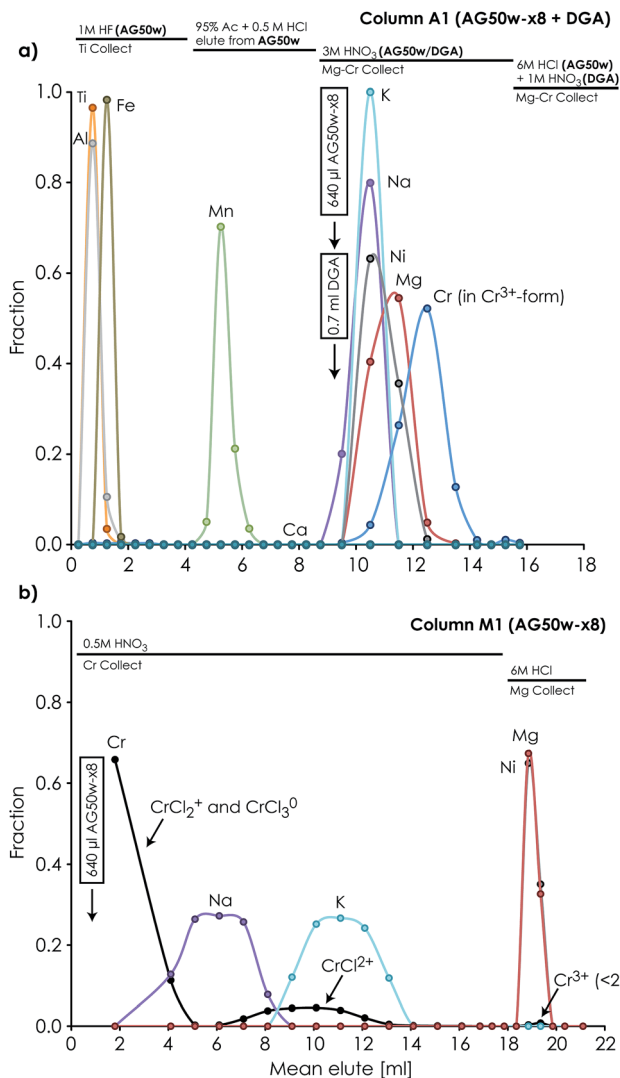 Column A1 (AG50w-x8 + DGA)
1M HF (AG50w)
Ti Collect
95% Ac + 0.5 M HCl
elute from AG50w
3M HNO₃ (AG50w/DGA)
Mg-Cr Collect
6M HCl (AG50w)
+ 1M HNO₃ (DGA)
Mg-Cr Collect
a)
1.0
0.8
0.6
0.4
0.2
0.0
Fraction
Ti
Al
Fe
Mn
Ca
640 µl AG50w-x8
0.7 ml DGA
K
Na
Ni
Mg
Cr (in Cr³⁺-form)
0 2 4 6 8 10 12 14 16 18
b)
Column M1 (AG50w-x8)
0.5M HNO₃
Cr Collect
6M HCl
Mg Collect
1.0
0.8
0.6
0.4
0.2
0.0
Fraction
640 µl AG50w-x8
Cr
CrCl₂⁺ and CrCl₃⁰
Na
K
CrCl²⁺
Mg
Ni
Cr³⁺ (<2
0 2 4 6 8 10 12 14 16 18 20 22
Mean elute [ml]